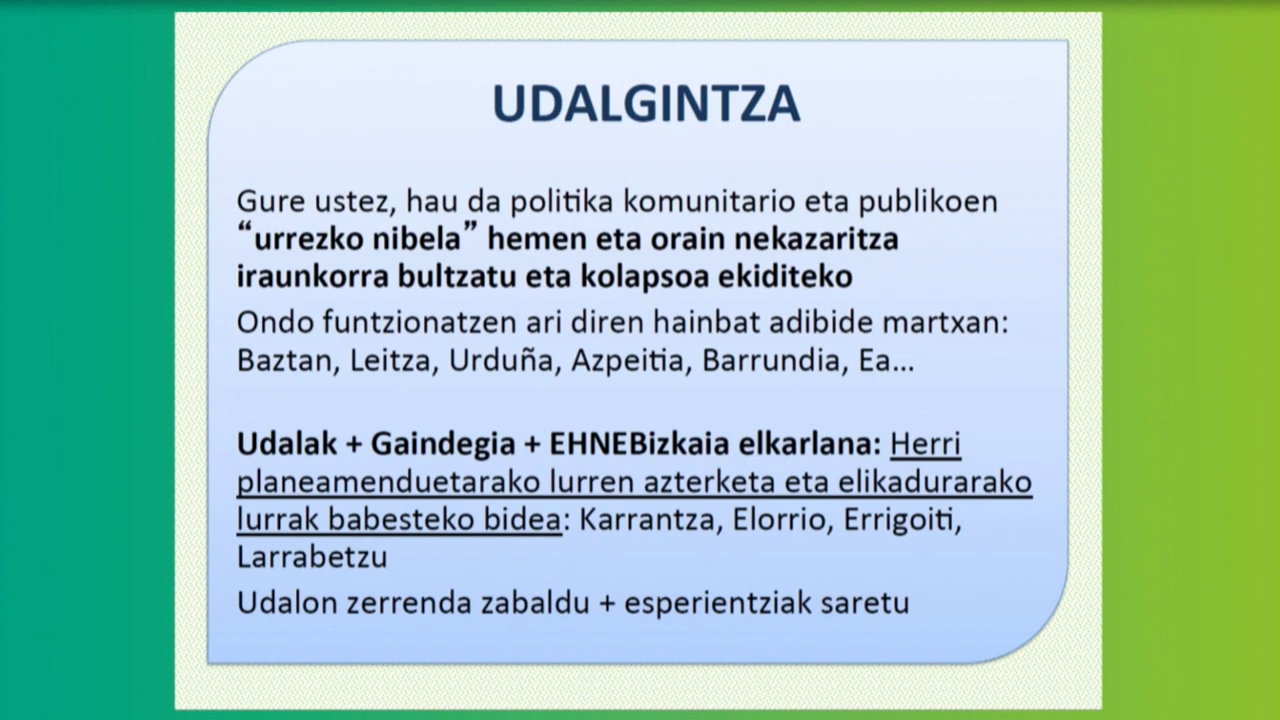 UDALGINTZA
Gure ustez, hau da politika komunitario eta publikoen
“urrezko nibela” hemen eta orain nekazaritza
iraunkorra bultzatu eta kolapsoa ekiditeko
Ondo funtzionatzen ari diren hainbat adibide martxan:
Baztan, Leitza, Urduña, Azpeitia, Barrundia, Ea...
Udalak + Gaindegia + EHNEBizkaia elkarlana: Herri
planeamenduetarako lurren azterketa eta elikadurarako
lurrak babesteko bidea: Karrantza, Elorrio, Errigoiti,
Larrabetzu
Udalon zerrenda zabaldu + esperientziak saretu